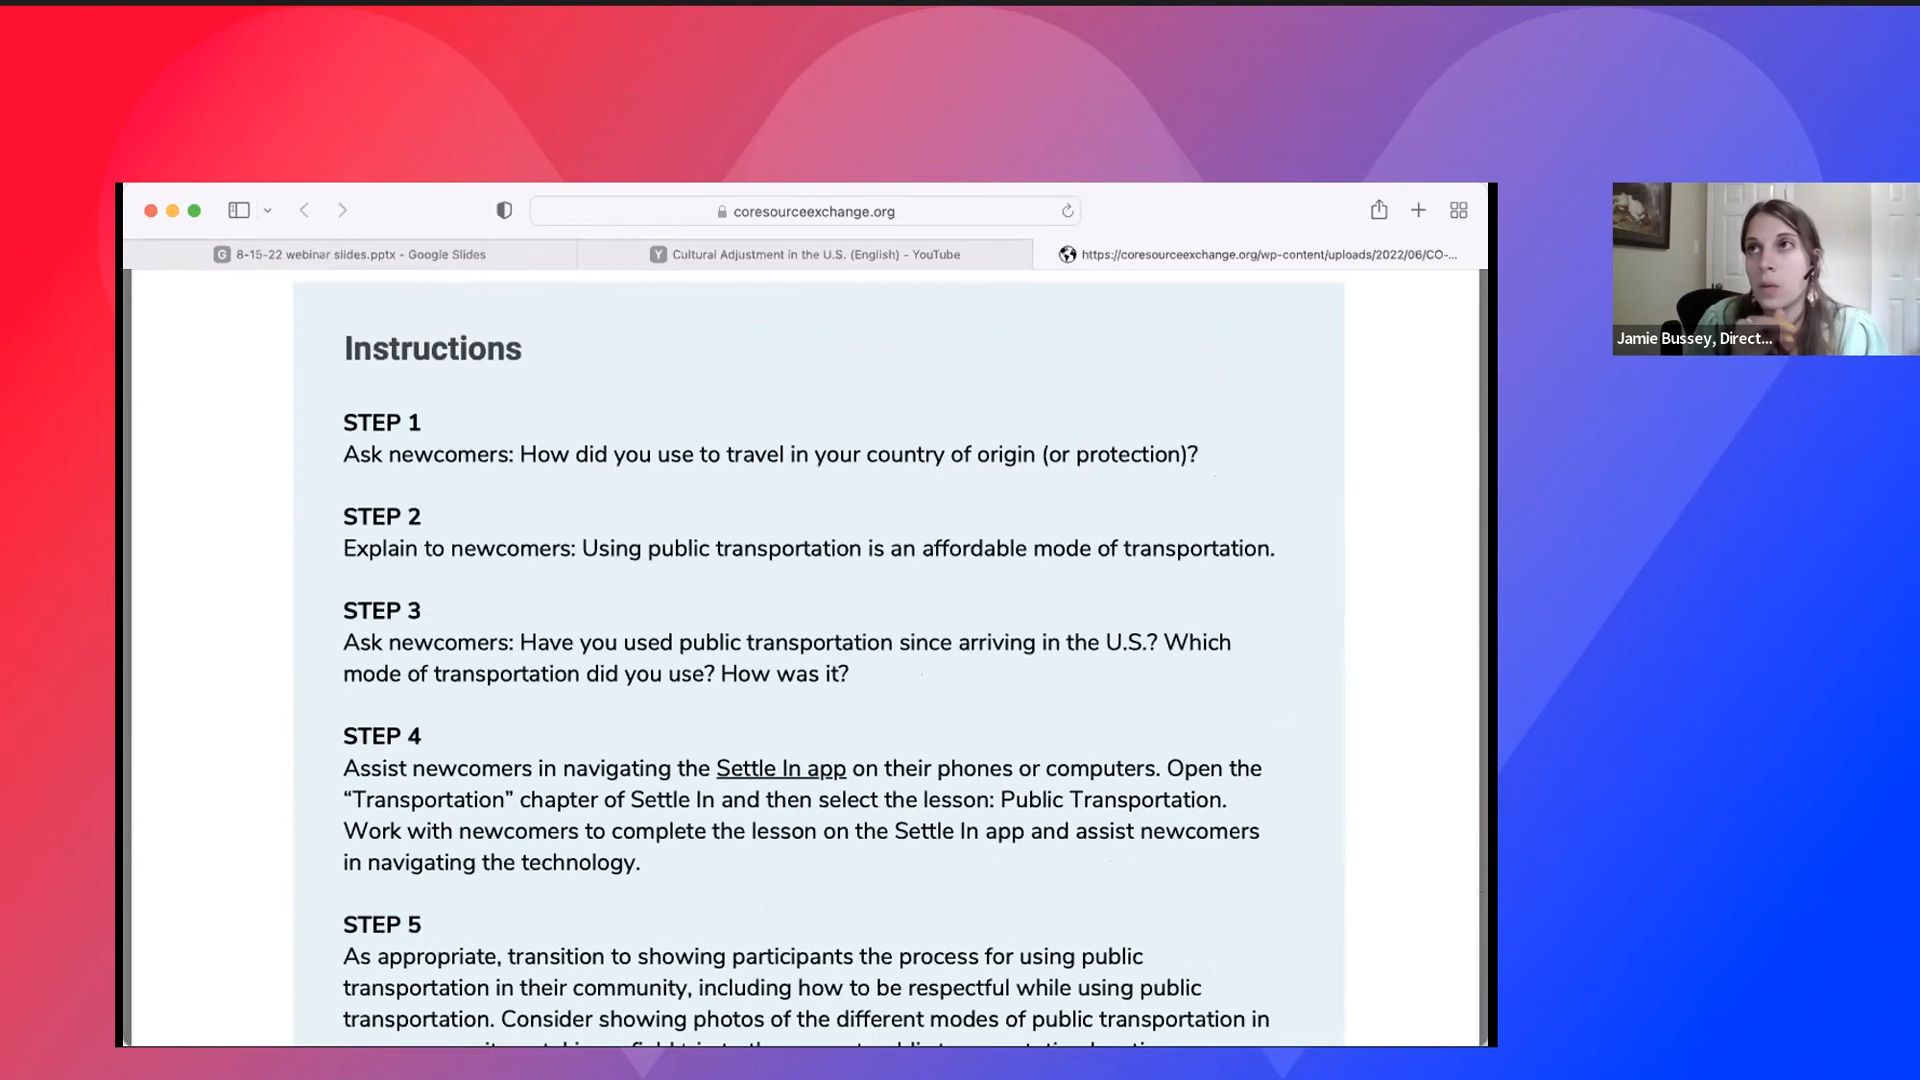 coresourceexchange.org
8-15-22 webinar slides.pptx - Google Slides
Cultural Adjustment in the U.S. (English) - YouTube
https://coresourceexchange.org/wp-content/uploads/2022/06/CO-...
Instructions
STEP 1
Ask newcomers: How did you use to travel in your country of origin (or protection)?
STEP 2
Explain to newcomers: Using public transportation is an affordable mode of transportation.
STEP 3
Ask newcomers: Have you used public transportation since arriving in the U.S.? Which
mode of transportation did you use? How was it?
STEP 4
Assist newcomers in navigating the Settle In app on their phones or computers. Open the
“Transportation” chapter of Settle In and then select the lesson: Public Transportation.
Work with newcomers to complete the lesson on the Settle In app and assist newcomers
in navigating the technology.
STEP 5
As appropriate, transition to showing participants the process for using public
transportation in their community, including how to be respectful while using public
transportation. Consider showing photos of the different modes of public transportation in
Jamie Bussey, Direct...